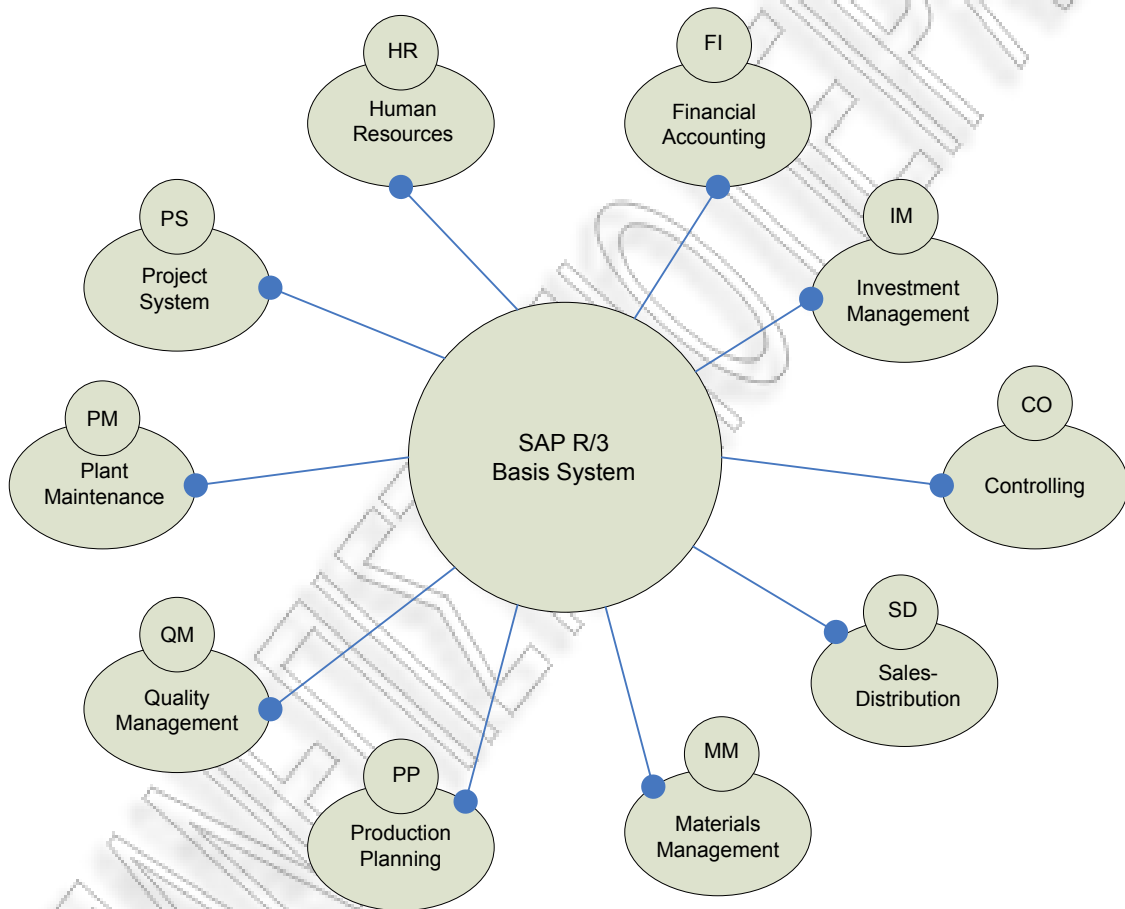 HR
Human
Resources
FI
Financial
Accounting
IM
Investment
Management
CO
Controlling
SD
Sales-
Distribution
MM
Materials
Management
PP
Production
Planning
QM
Quality
Management
PM
Plant
Maintenance
PS
Project
System
SAP R/3
Basis System